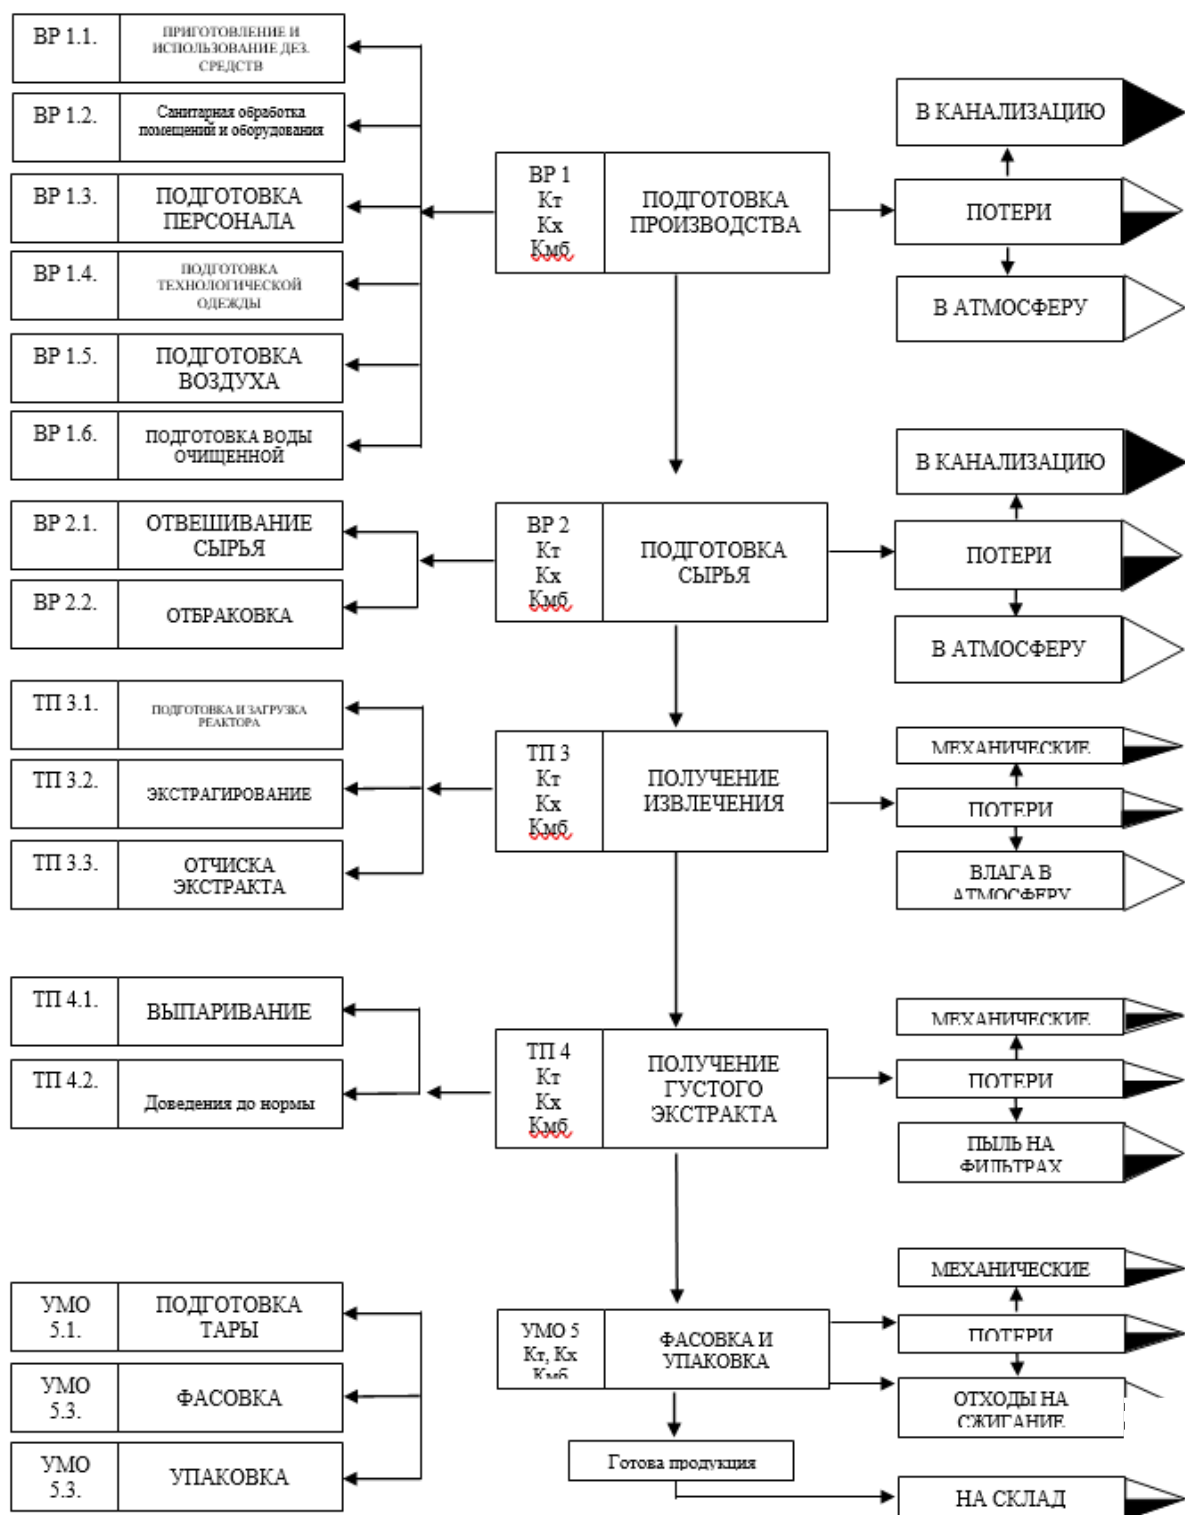 ВР 1.1.
ПРИГОТОВЛЕНИЕ И
ИСПОЛЬЗОВАНИЕ ДЕЗ.
СРЕДСТВ
ВР 1.2.
Санитарная обработка
помещений и оборудования
ВР 1.3.
ПОДГОТОВКА
ПЕРСОНАЛА
ВР 1.4.
ПОДГОТОВКА
ТЕХНОЛОГИЧЕСКОЙ
ОДЕЖДЫ
ВР 1.5.
ПОДГОТОВКА
ВОЗДУХА
ВР 1.6.
ПОДГОТОВКА ВОДЫ
ОЧИЩЕННОЙ
ВР 1
Кт
Кх
Кмб
ПОДГОТОВКА
ПРОИЗВОДСТВА
В КАНАЛИЗАЦИЮ
ПОТЕРИ
В АТМОСФЕРУ
ВР 2.1.
ОТВЕШИВАНИЕ
СЫРЬЯ
ВР 2.2.
ОТБРАКОВКА
ВР 2
Кт
Кх
Кмб
ПОДГОТОВКА
СЫРЬЯ
В КАНАЛИЗАЦИЮ
ПОТЕРИ
В АТМОСФЕРУ
ТП 3.1.
ПОДГОТОВКА И ЗАГРУЗКА
РЕАКТОРА
ТП 3.2.
ЭКСТРАГИРОВАНИЕ
ТП 3.3.
ОТЧИСКА
ЭКСТРАКТА
ТП 3
Кт
Кх
Кмб
ПОЛУЧЕНИЕ
ИЗВЛЕЧЕНИЯ
МЕХАНИЧЕСКИЕ
ПОТЕРИ
ВЛАГА В
АТМОСФЕРУ
ТП 4.1.
ВЫПАРИВАНИЕ
ТП 4.2.
Доведения до нормы
ТП 4
Кт
Кх
Кмб
ПОЛУЧЕНИЕ
ГУСТОГО
ЭКСТРАКТА
МЕХАНИЧЕСКИЕ
ПОТЕРИ
ПЫЛЬ НА
ФИЛЬТРАХ
УМО
5.1.
ПОДГОТОВКА
ТАРЫ
УМО
5.3.
ФАСОВКА
УМО
5.3.
УПАКОВКА
УМО 5
Кт, Кх
Кмб
ФАСОВКА И
УПАКОВКА
МЕХАНИЧЕСКИЕ
ПОТЕРИ
ОТХОДЫ НА
СЖИГАНИЕ
Готова продукция
НА СКЛАД